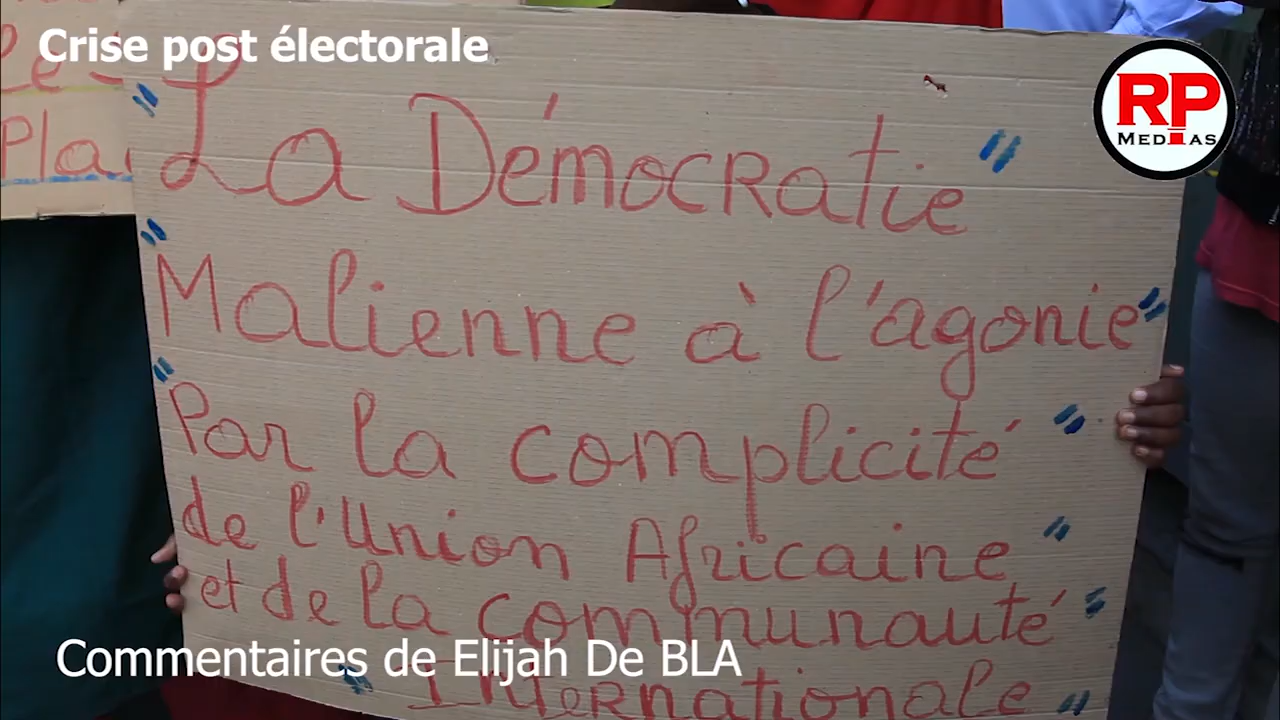 Crise post électorale
RP
MEDIAS
Pla
"La Démocratie"
"Malienne à l'agonie"
"Par la complicité"
de l'Union Africaine"
et de la communauté"
Commentaires de Elijah De BLA
"Internationale"